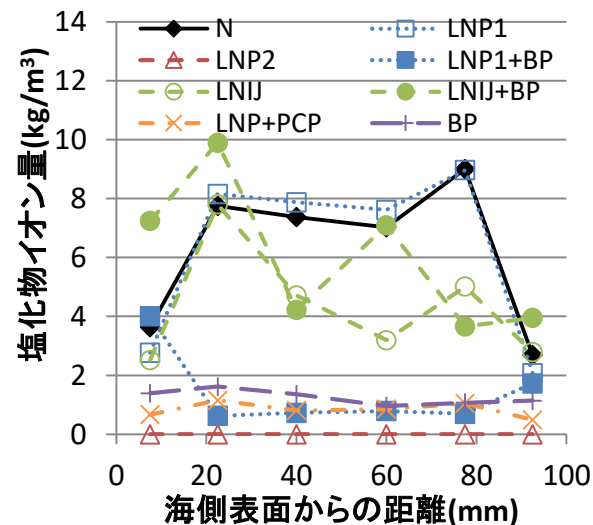 14
12
10
8
6
4
2
0
塩化物イオン量(kg/m³)
N
LNP1
LNP2
LNP1+BP
LNIJ
LNIJ+BP
LNP+PCP
BP
0 20 40 60 80 100
海側表面からの距離(mm)